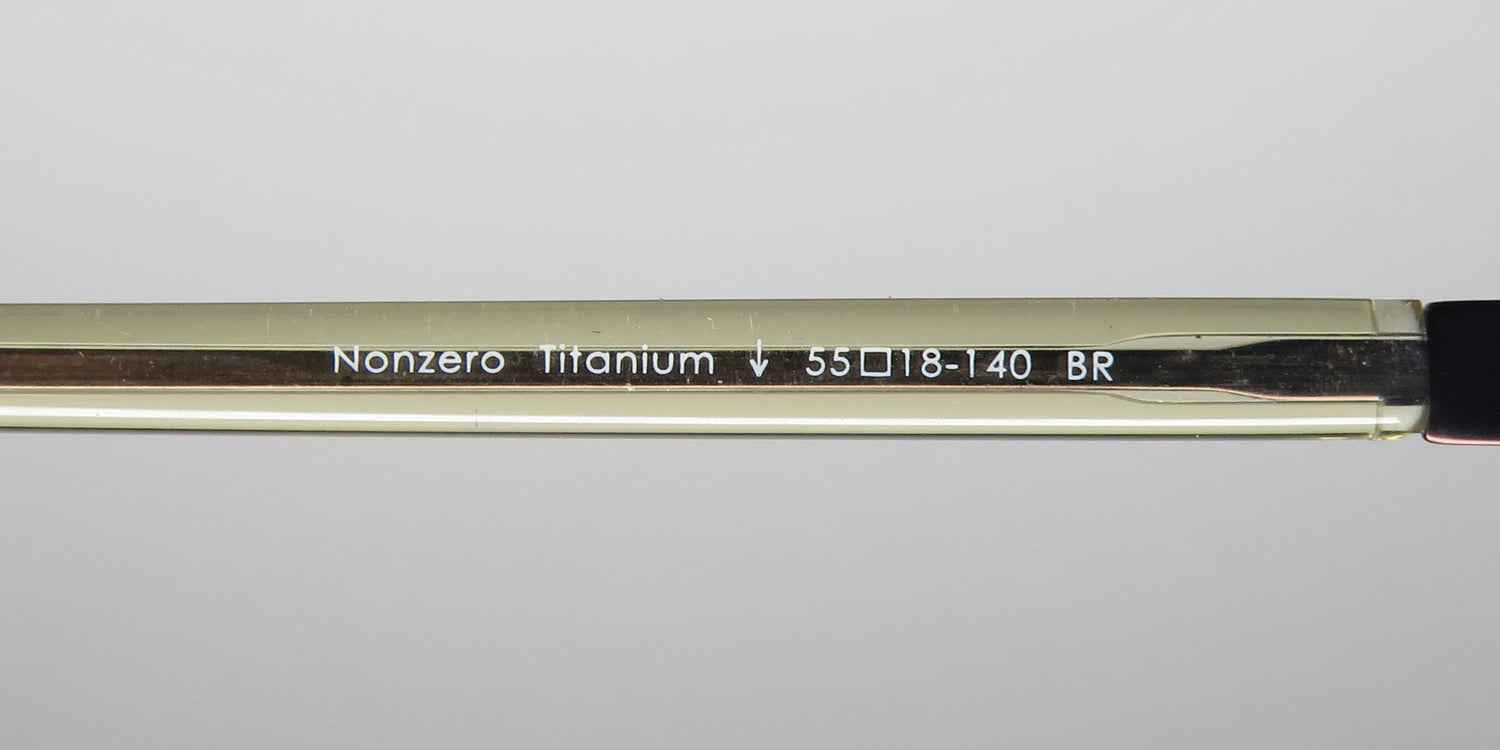 Nonzero Titanium ↓ 55□18-140 BR